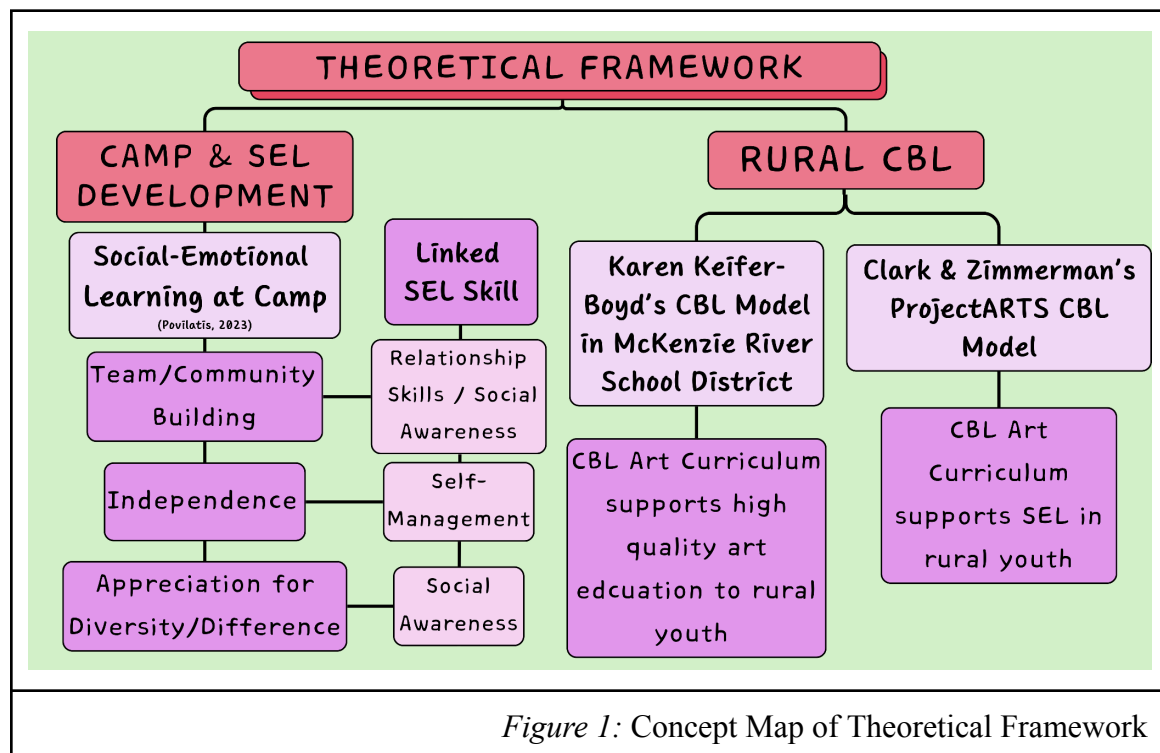 THEORETICAL FRAMEWORK
CAMP & SEL
DEVELOPMENT
Social-Emotional
Learning at Camp
(Povilatis, 2023)
Linked
SEL Skill
Team/Community
Building
Relationship
Skills / Social
Awareness
Independence
Self-
Management
Appreciation for
Diversity/Difference
Social
Awareness
RURAL CBL
Karen Keifer-
Boyd's CBL Model
in McKenzie River
School District
CBL Art Curriculum
supports high
quality art
edcuation to rural
youth
Clark & Zimmerman's
ProjectARTS CBL
Model
CBL Art
Curriculum
supports SEL in
rural youth
Figure 1: Concept Map of Theoretical Framework